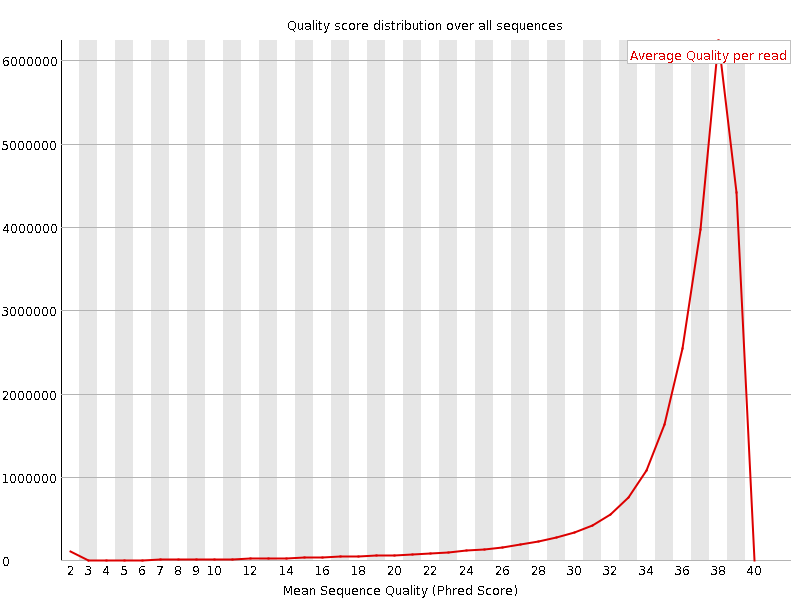 Quality score distribution over all sequences
Average Quality per read
6000000
5000000
4000000
3000000
2000000
1000000
0
2 3 4 5 6 7 8 9 10 12 14 16 18 20 22 24 26 28 30 32 34 36 38 40
Mean Sequence Quality (Phred Score)